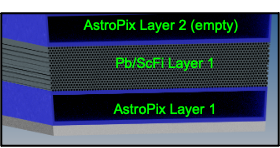 AstroPix Layer 2 (empty)
Pb/ScFi Layer 1
AstroPix Layer 1